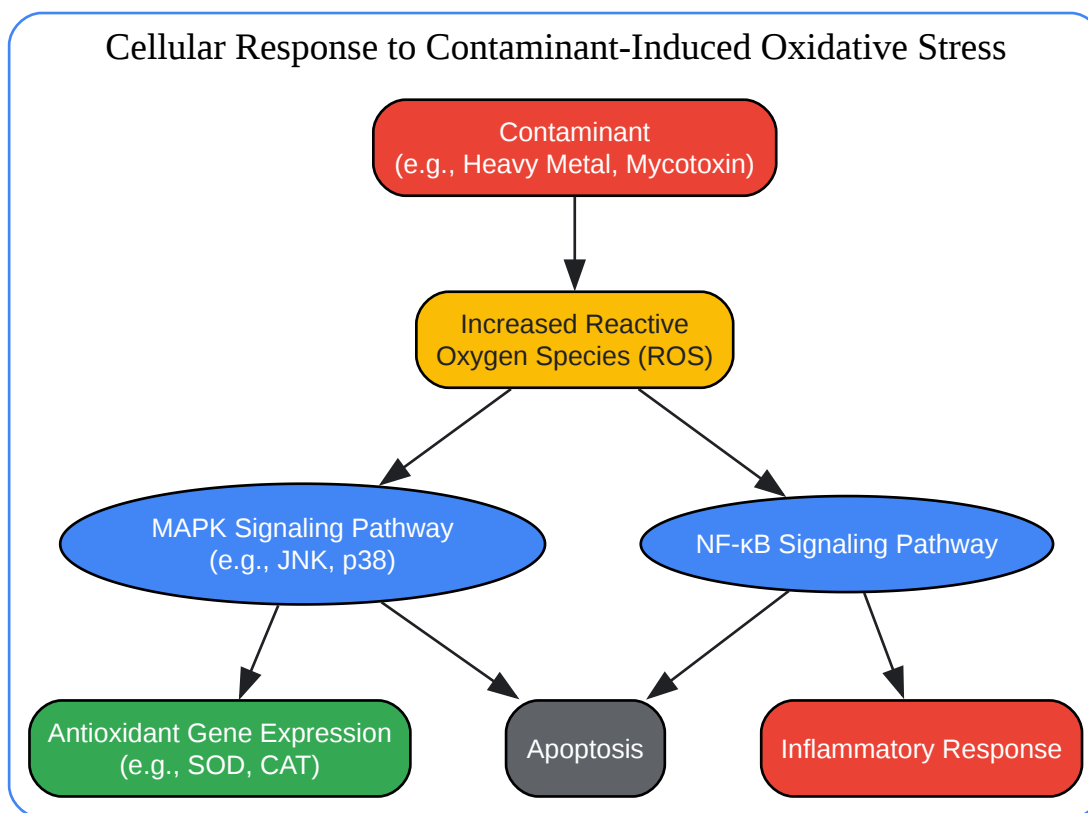 Cellular Response to Contaminant-Induced Oxidative Stress
Contaminant
(e.g., Heavy Metal, Mycotoxin)
Increased Reactive
Oxygen Species (ROS)
MAPK Signaling Pathway
(e.g., JNK, p38)
NF-κB Signaling Pathway
Antioxidant Gene Expression
(e.g., SOD, CAT)
Apoptosis
Inflammatory Response